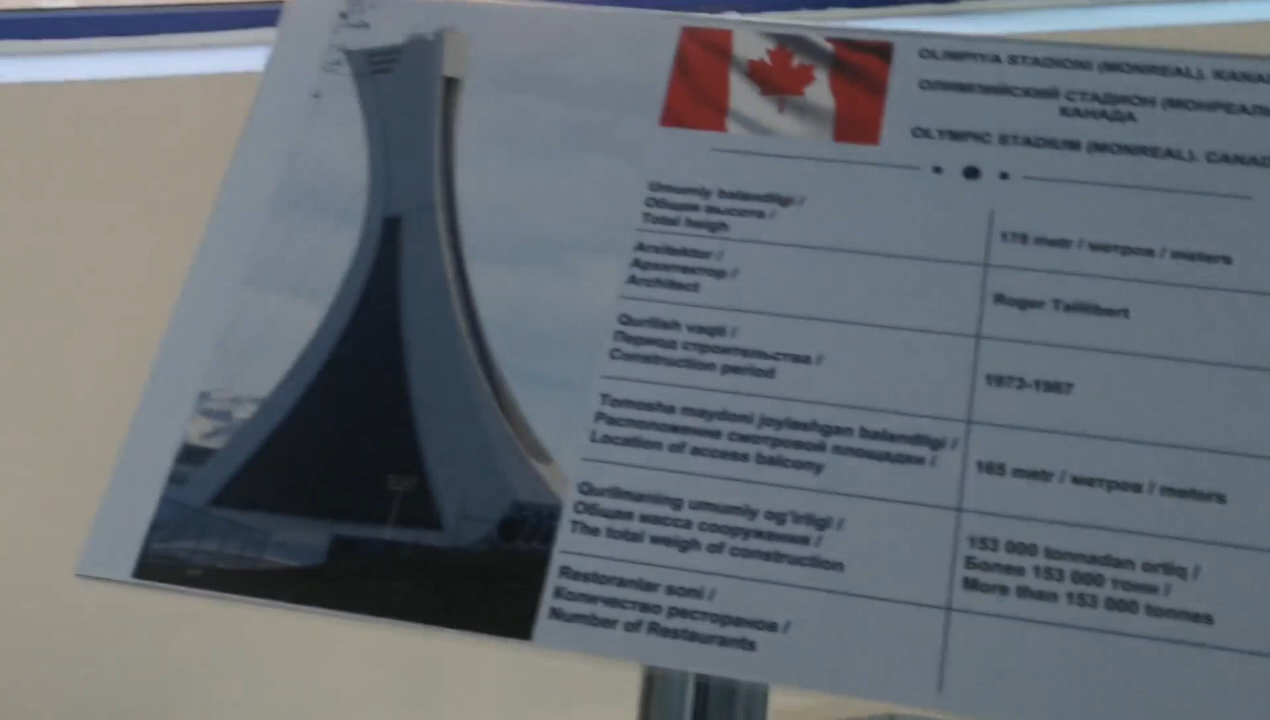 OLIMPIYA STADIONI (MONREAL). KANA
ОЛИМПИЙСКИЙ СТАДИОН (МОНРЕАЛ
КАНАДА
OLYMPIC STADIUM (MONREAL). CANAD
Umumiy balandligi /
Общая высота /
Total heigh
175 metr / метров / meters
Arxitektor /
Архитектор /
Architect
Roger Taillibert
Qurilish vaqti /
Период строительства /
Construction period
1973-1987
Tomosha maydoni joylashgan balandligi /
Расположение смотровой площадки /
Location of access balcony
165 metr / метров / meters
Qurilmaning umumiy og'irligi /
Общая масса сооружения /
The total weigh of construction
153 000 tonnadan ortiq /
Более 153 000 тонн /
More than 153 000 tonnes
Restoranlar soni /
Количество ресторанов /
Number of Restaurants